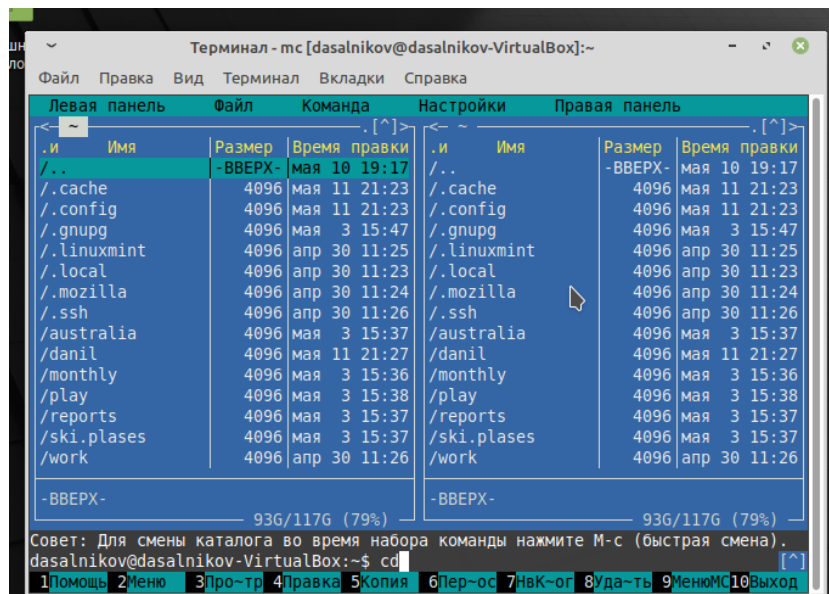 шн
ло
Терминал - mc [dasalnikov@dasalnikov-VirtualBox]:~
Файл Правка Вид Терминал Вкладки Справка
Левая панель Файл Команда Настройки Правая панель
<- ~ .[^]> <- ~ .[^]>
.и Имя Размер Время правки .и Имя Размер Время правки
/.. -ВВЕРХ- мая 10 19:17 /.. -ВВЕРХ- мая 10 19:17
/.cache 4096 мая 11 21:23 /.cache 4096 мая 11 21:23
/.config 4096 мая 11 21:23 /.config 4096 мая 11 21:23
/.gnupg 4096 мая 3 15:47 /.gnupg 4096 мая 3 15:47
/.linuxmint 4096 апр 30 11:25 /.linuxmint 4096 апр 30 11:25
/.local 4096 апр 30 11:23 /.local 4096 апр 30 11:23
/.mozilla 4096 апр 30 11:24 /.mozilla 4096 апр 30 11:24
/.ssh 4096 апр 30 11:26 /.ssh 4096 апр 30 11:26
/australia 4096 мая 3 15:37 /australia 4096 мая 3 15:37
/danil 4096 мая 11 21:27 /danil 4096 мая 11 21:27
/monthly 4096 мая 3 15:36 /monthly 4096 мая 3 15:36
/play 4096 мая 3 15:38 /play 4096 мая 3 15:38
/reports 4096 мая 3 15:37 /reports 4096 мая 3 15:37
/ski.plases 4096 мая 3 15:37 /ski.plases 4096 мая 3 15:37
/work 4096 апр 30 11:26 /work 4096 апр 30 11:26
-ВВЕРХ- -ВВЕРХ-
93G/117G (79%) 93G/117G (79%)
Совет: Для смены каталога во время набора команды нажмите M-c (быстрая смена).
dasalnikov@dasalnikov-VirtualBox:~$ cd [^]
1Помощь 2Меню 3Про~тр 4Правка 5Копия 6Пер~ос 7НвК~ог 8Уда~ть 9МенюMC 10Выход